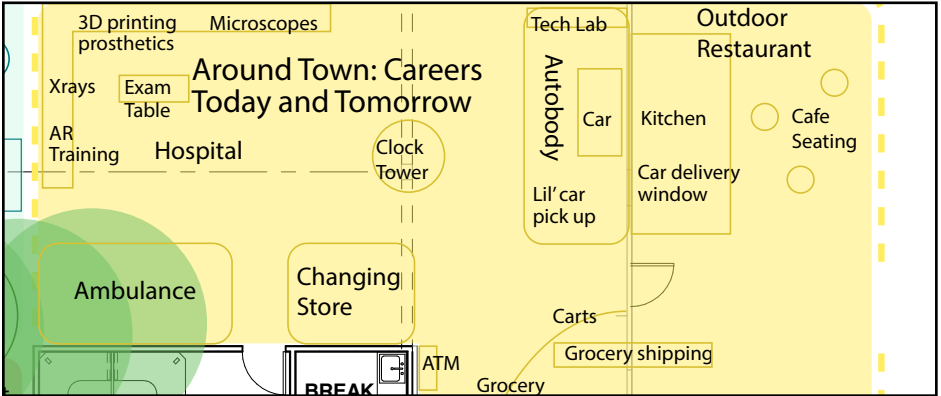 3D printing
prosthetics
Microscopes
Tech Lab
Outdoor
Restaurant
Xrays
Exam
Table
Around Town: Careers
Today and Tomorrow
Autobody
Car
Kitchen
Cafe
Seating
AR
Training
Hospital
Clock
Tower
Lil' car
pick up
Car delivery
window
Ambulance
Changing
Store
Carts
ATM
Grocery shipping
Grocery
BREAK